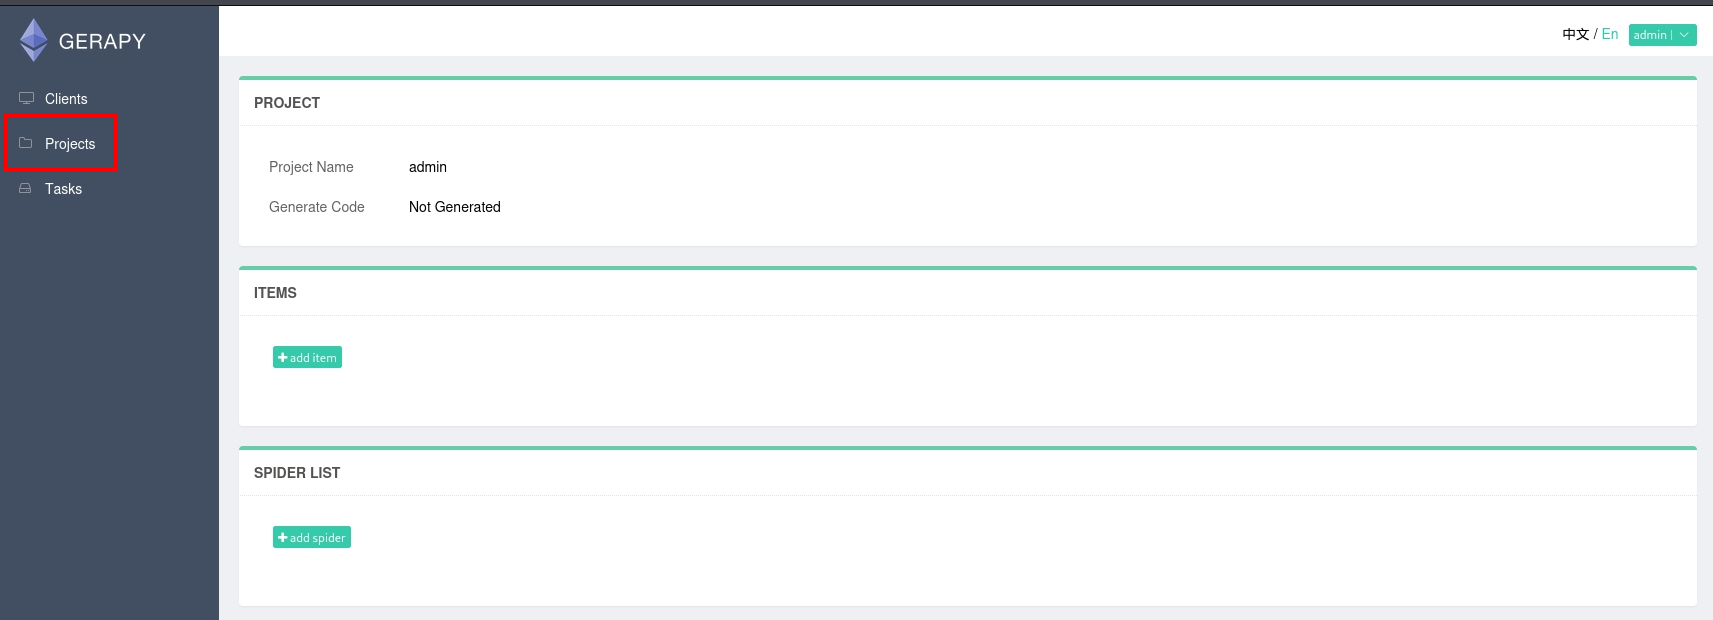 GERAPY
中文 / En admin |
Clients
Projects
Tasks
PROJECT
Project Name admin
Generate Code Not Generated
ITEMS
add item
SPIDER LIST
add spider